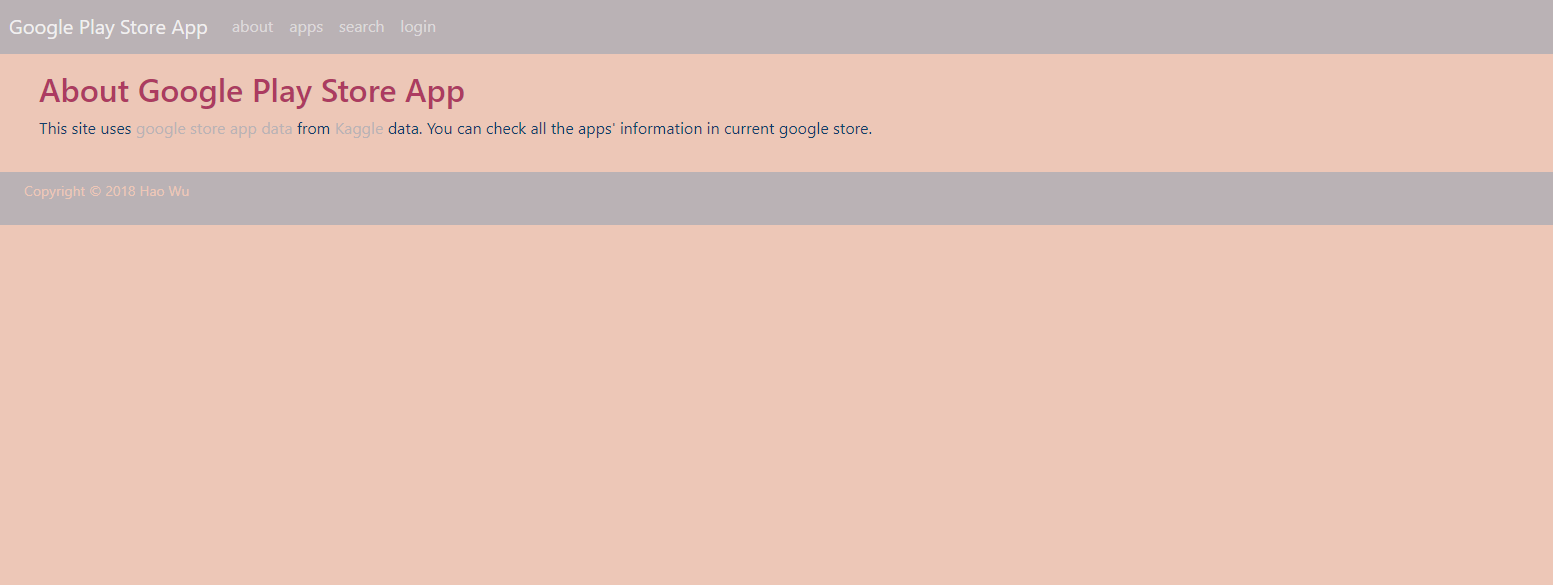 Google Play Store App about apps search login
About Google Play Store App
This site uses google store app data from Kaggle data. You can check all the apps' information in current google store.
Copyright © 2018 Hao Wu